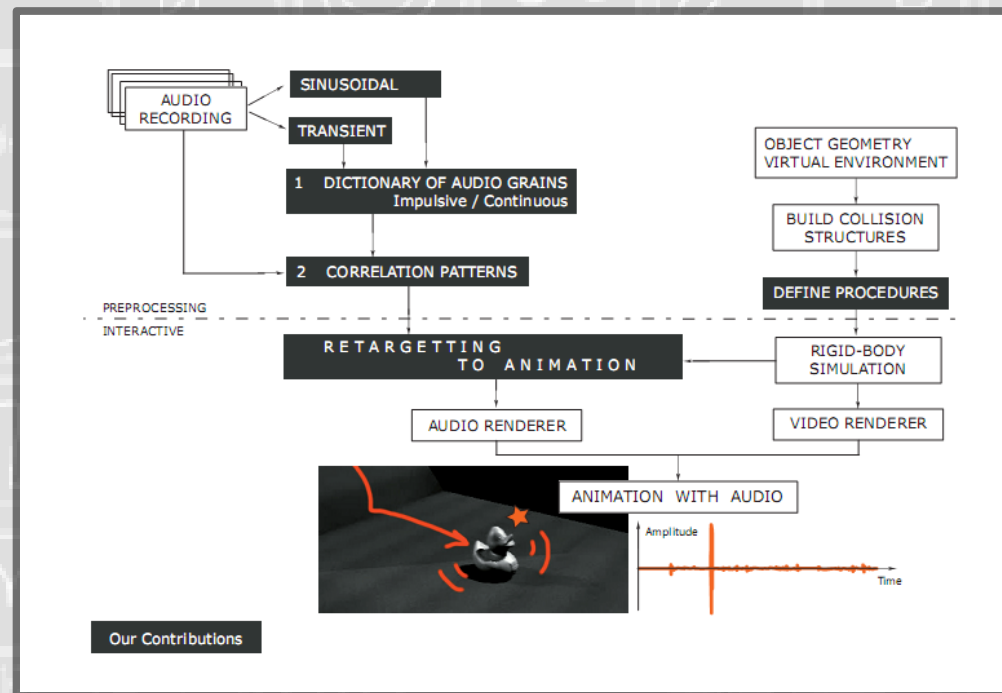 AUDIO
RECORDING
SINUSOIDAL
TRANSIENT
1 DICTIONARY OF AUDIO GRAINS
Impulsive / Continuous
2 CORRELATION PATTERNS
OBJECT GEOMETRY
VIRTUAL ENVIRONMENT
BUILD COLLISION
STRUCTURES
DEFINE PROCEDURES
PREPROCESSING
INTERACTIVE
RETARGETTING
TO ANIMATION
RIGID-BODY
SIMULATION
AUDIO RENDERER
VIDEO RENDERER
ANIMATION WITH AUDIO
Amplitude
Time
Our Contributions